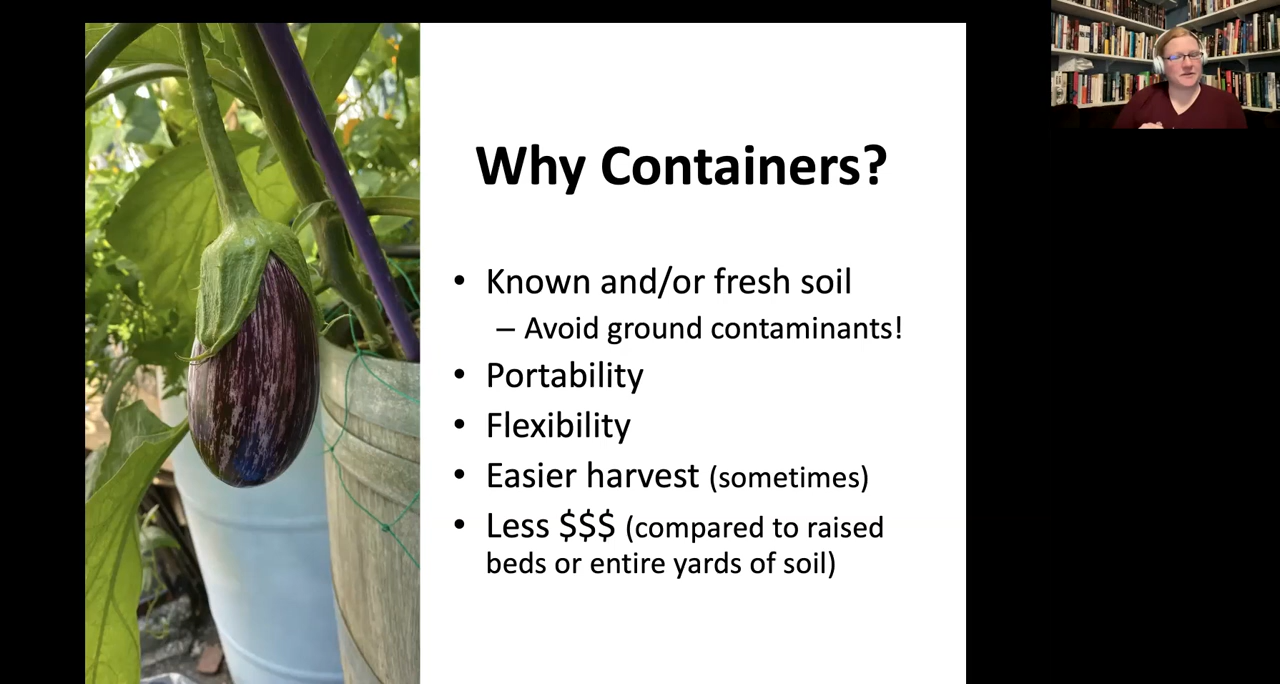 Why Containers?
• Known and/or fresh soil
– Avoid ground contaminants!
• Portability
• Flexibility
• Easier harvest (sometimes)
• Less $$$ (compared to raised
beds or entire yards of soil)